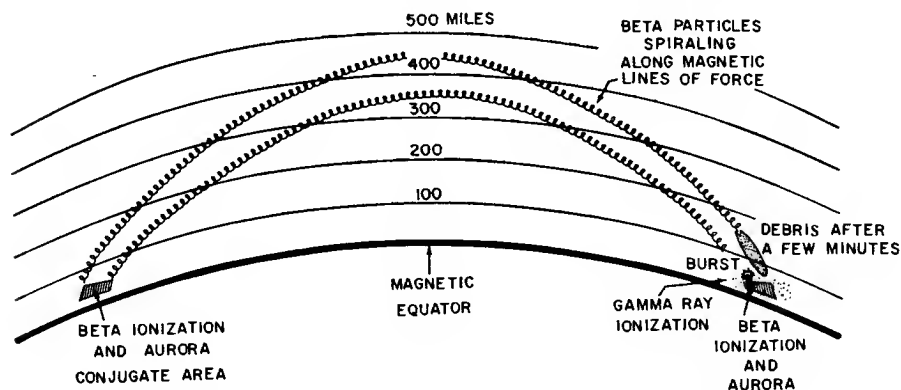 500 MILES
BETA PARTICLES
SPIRALING
ALONG MAGNETIC
LINES OF FORCE
400
300
200
100
DEBRIS AFTER
A FEW MINUTES
BURST
MAGNETIC
EQUATOR
GAMMA RAY
IONIZATION
BETA IONIZATION
AND AURORA
CONJUGATE AREA
BETA
IONIZATION
AND
AURORA